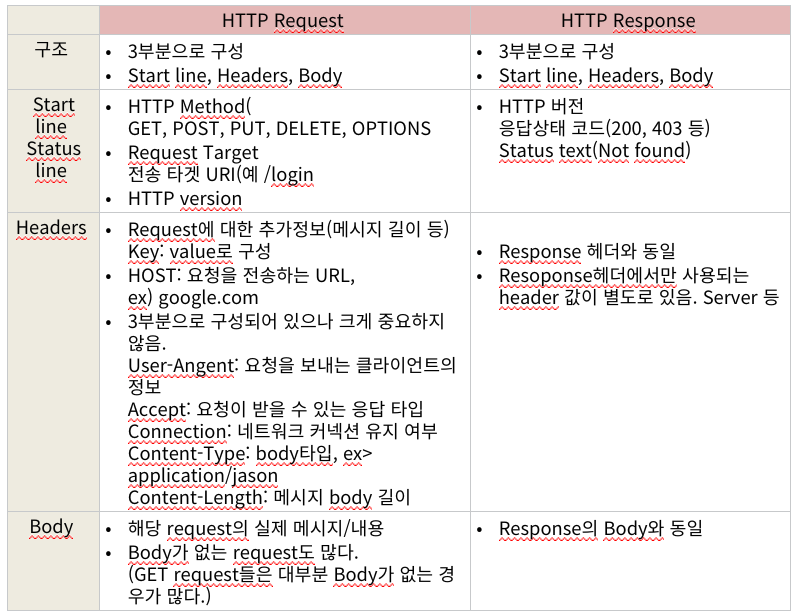 HTTP Request
HTTP Response
구조
• 3부분으로 구성
• Start line, Headers, Body
• 3부분으로 구성
• Start line, Headers, Body
Start
line
Status
line
• HTTP Method(
GET, POST, PUT, DELETE, OPTIONS
• Request Target
전송 타겟 URI(예 /login
• HTTP version
• HTTP 버전
응답상태 코드(200, 403 등)
Status text(Not found)
Headers
• Request에 대한 추가정보(메시지 길이 등)
Key: value로 구성
• HOST: 요청을 전송하는 URL,
ex) google.com
• 3부분으로 구성되어 있으나 크게 중요하지
않음.
User-Angent: 요청을 보내는 클라이언트의
정보
Accept: 요청이 받을 수 있는 응답 타입
Connection: 네트워크 커넥션 유지 여부
Content-Type: body타입, ex>
application/jason
Content-Length: 메시지 body 길이
• Response 헤더와 동일
• Resoponse헤더에서만 사용되는
header 값이 별도로 있음. Server 등
Body
• 해당 request의 실제 메시지/내용
• Body가 없는 request도 많다.
(GET request들은 대부분 Body가 없는 경
우가 많다.)
• Response의 Body와 동일